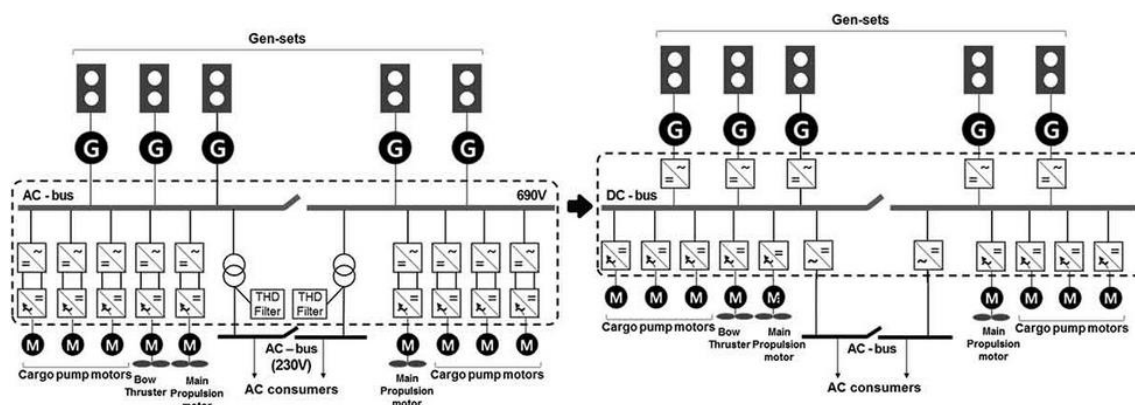 Gen-sets
G
G
G
G
G
AC - bus
690V
THD
Filter
THD
Filter
M
M
M
M
M
M
M
M
M
Cargo pump motors
Bow
Thruster
Main
Propulsion
motor
AC – bus
(230V)
AC consumers
Main
Propulsion
motor
Cargo pump motors
Gen-sets
G
G
G
G
G
DC - bus
M
M
M
M
M
M
M
M
M
Cargo pump motors
Bow
Thruster
Main
Propulsion
motor
AC - bus
AC consumers
Main
Propulsion
motor
Cargo pump motors